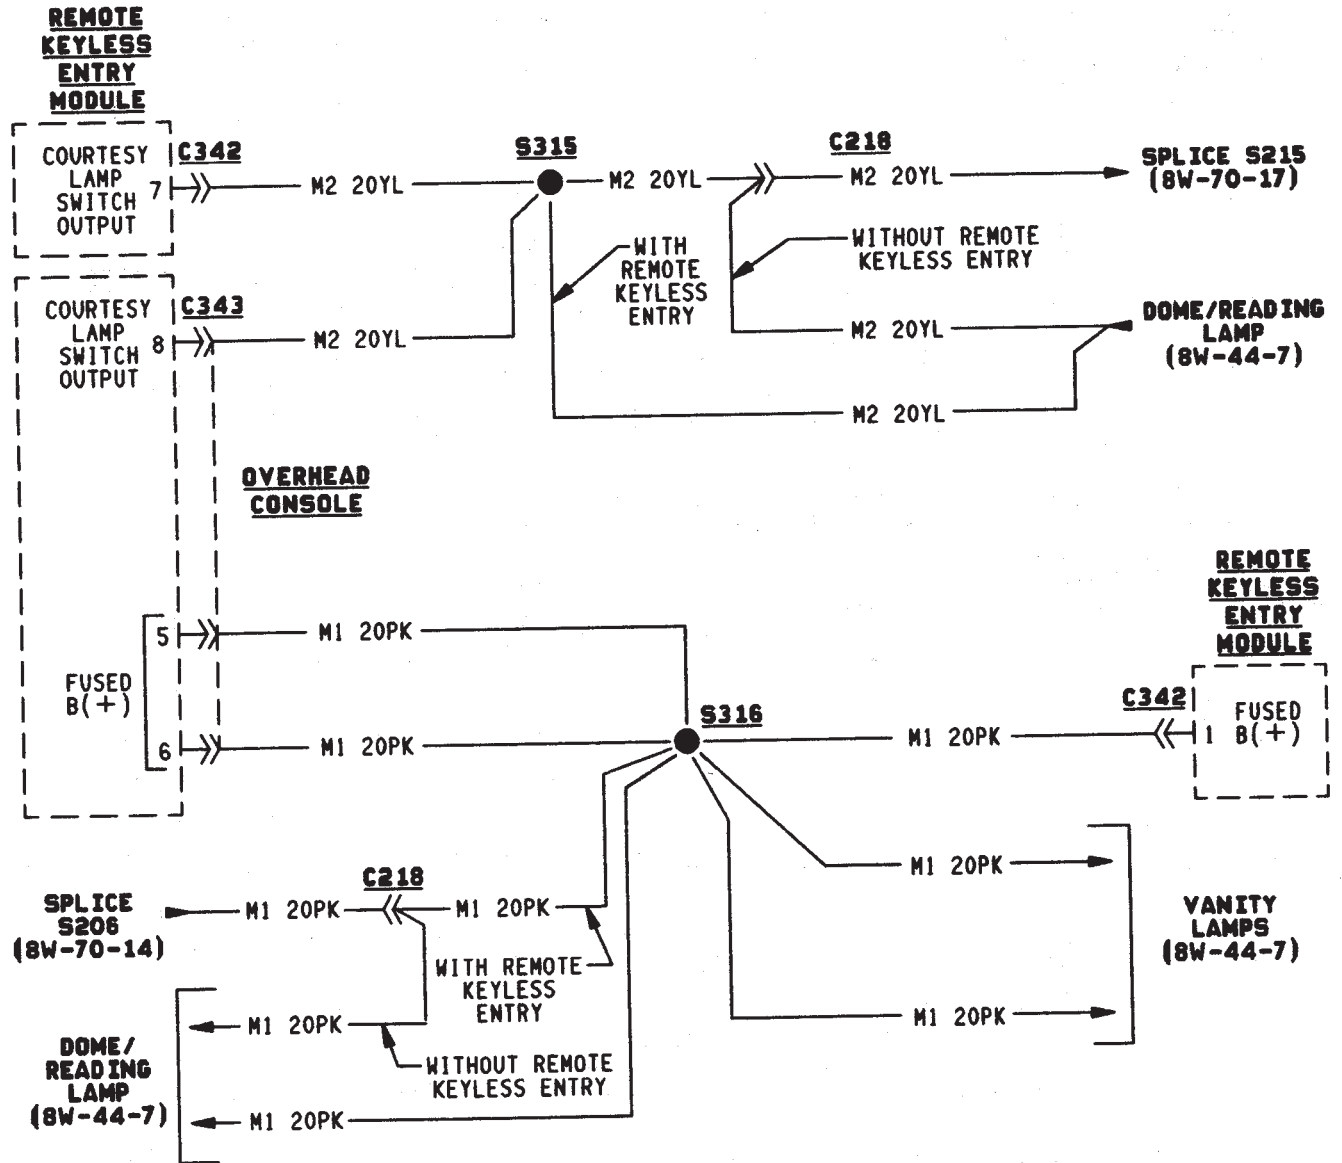 REMOTE
KEYLESS
ENTRY
MODULE
COURTESY
LAMP
SWITCH
OUTPUT
7
C342
M2 20YL
S315
M2 20YL
C218
M2 20YL
SPLICE S215
(8W-70-17)
WITH
REMOTE
KEYLESS
ENTRY
WITHOUT REMOTE
KEYLESS ENTRY
COURTESY
LAMP
SWITCH
OUTPUT
8
C343
M2 20YL
M2 20YL
DOME/READING
LAMP
(8W-44-7)
M2 20YL
OVERHEAD
CONSOLE
FUSED
B(+)
5
M1 20PK
6
M1 20PK
S316
M1 20PK
REMOTE
KEYLESS
ENTRY
MODULE
C342
1
FUSED
B(+)
M1 20PK
VANITY
LAMPS
(8W-44-7)
M1 20PK
SPLICE
S206
(8W-70-14)
M1 20PK
C218
M1 20PK
WITH REMOTE
KEYLESS
ENTRY
M1 20PK
WITHOUT REMOTE
KEYLESS ENTRY
DOME/
READING
LAMP
(8W-44-7)
M1 20PK